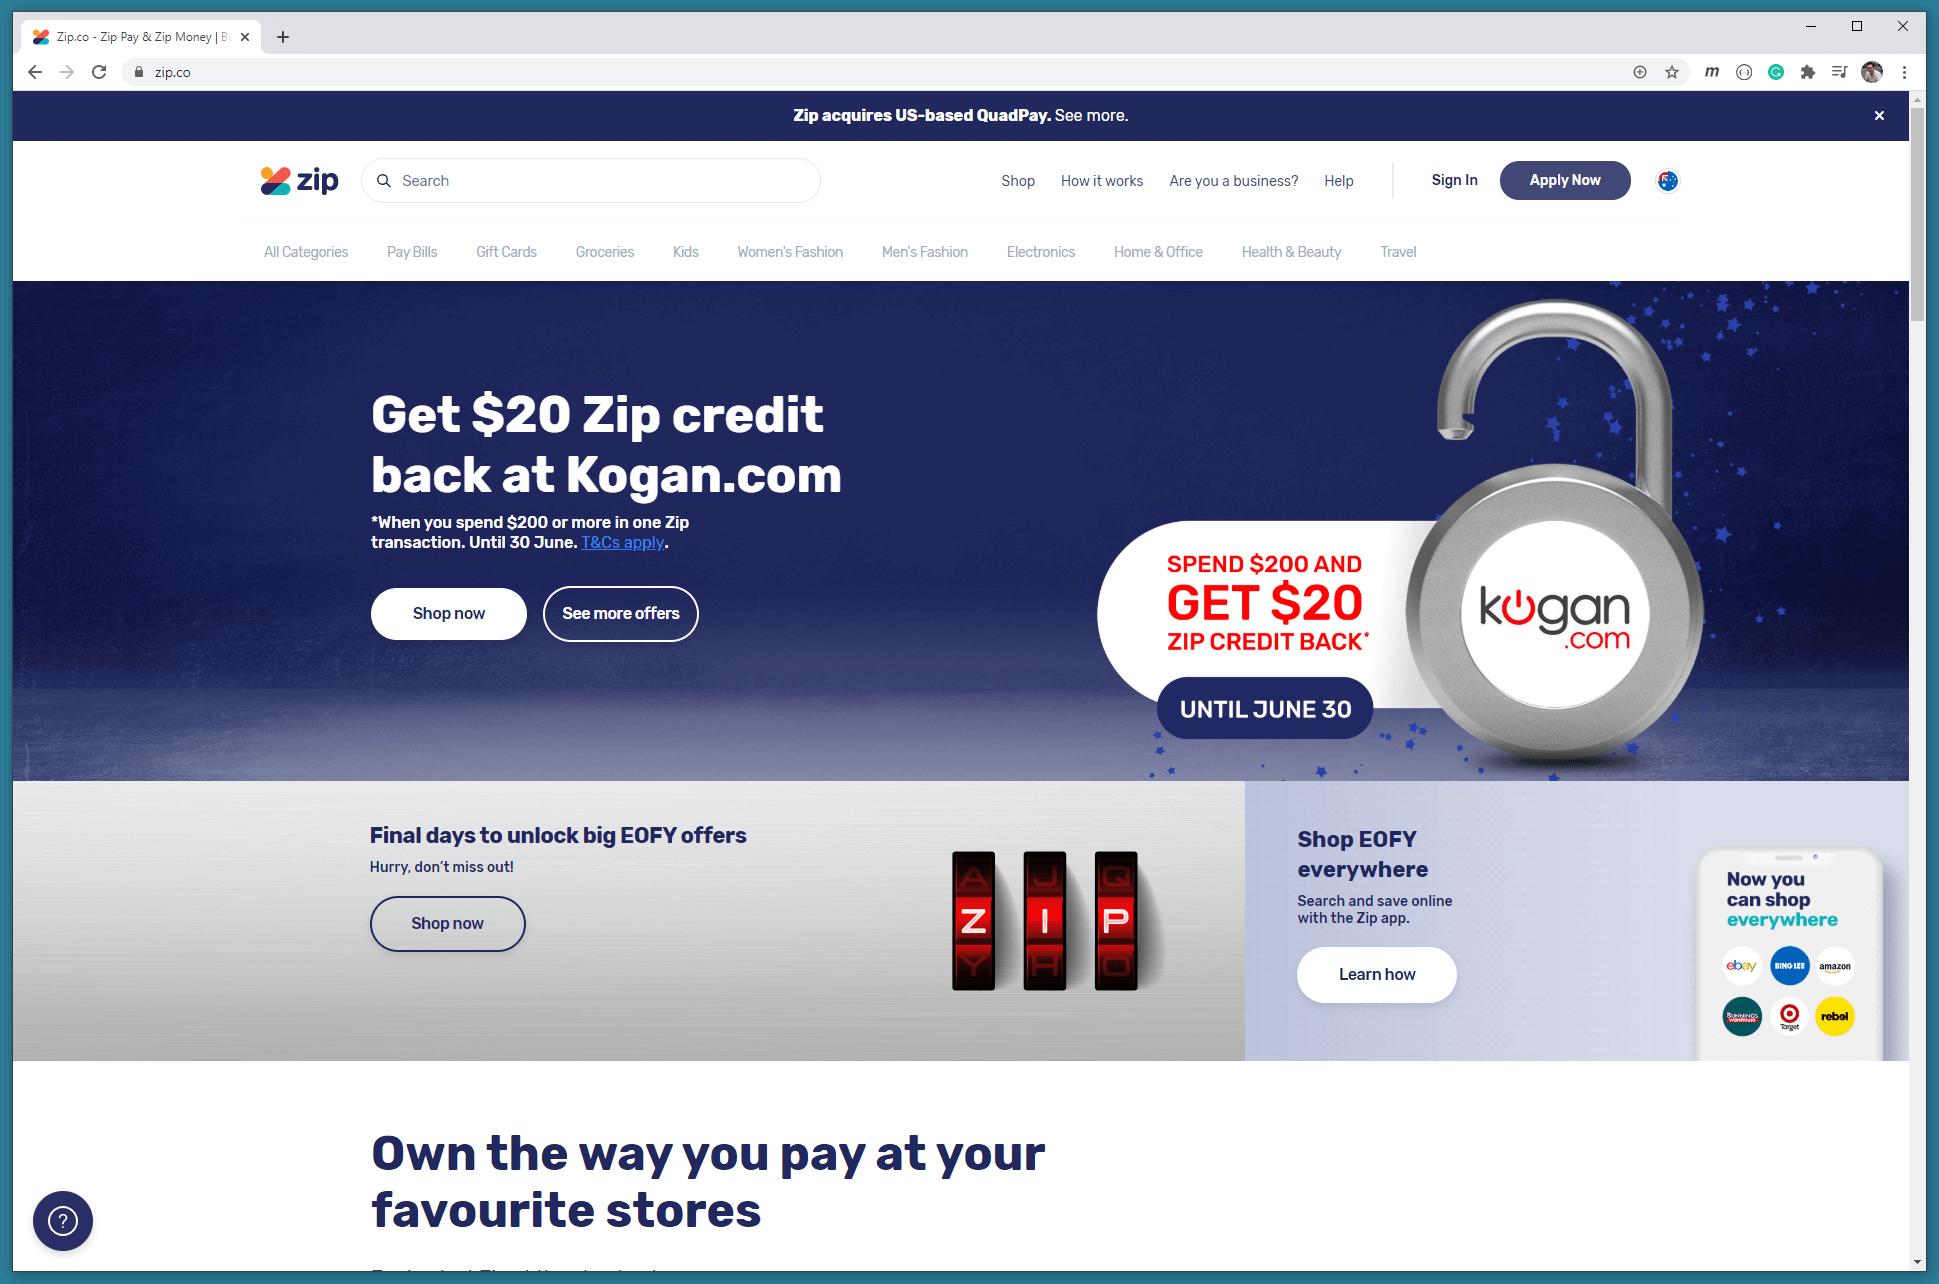 Zip.co - Zip Pay & Zip Money |
zip.co
Zip acquires US-based QuadPay. See more.
zip
Search
Shop
How it works
Are you a business?
Help
Sign In
Apply Now
All Categories
Pay Bills
Gift Cards
Groceries
Kids
Women's Fashion
Men's Fashion
Electronics
Home & Office
Health & Beauty
Travel
Get $20 Zip credit
back at Kogan.com
*When you spend $200 or more in one Zip
transaction. Until 30 June. T&Cs apply.
Shop now
See more offers
SPEND $200 AND
GET $20
ZIP CREDIT BACK*
UNTIL JUNE 30
kogan
.com
Final days to unlock big EOFY offers
Hurry, don't miss out!
Shop now
A J Q
Z I P
Y H O
Shop EOFY
everywhere
Search and save online
with the Zip app.
Learn how
Now you
can shop
everywhere
ebay
BING LEE
amazon
BUNNINGS
warehouse
Target
rebel
Own the way you pay at your
favourite stores
?